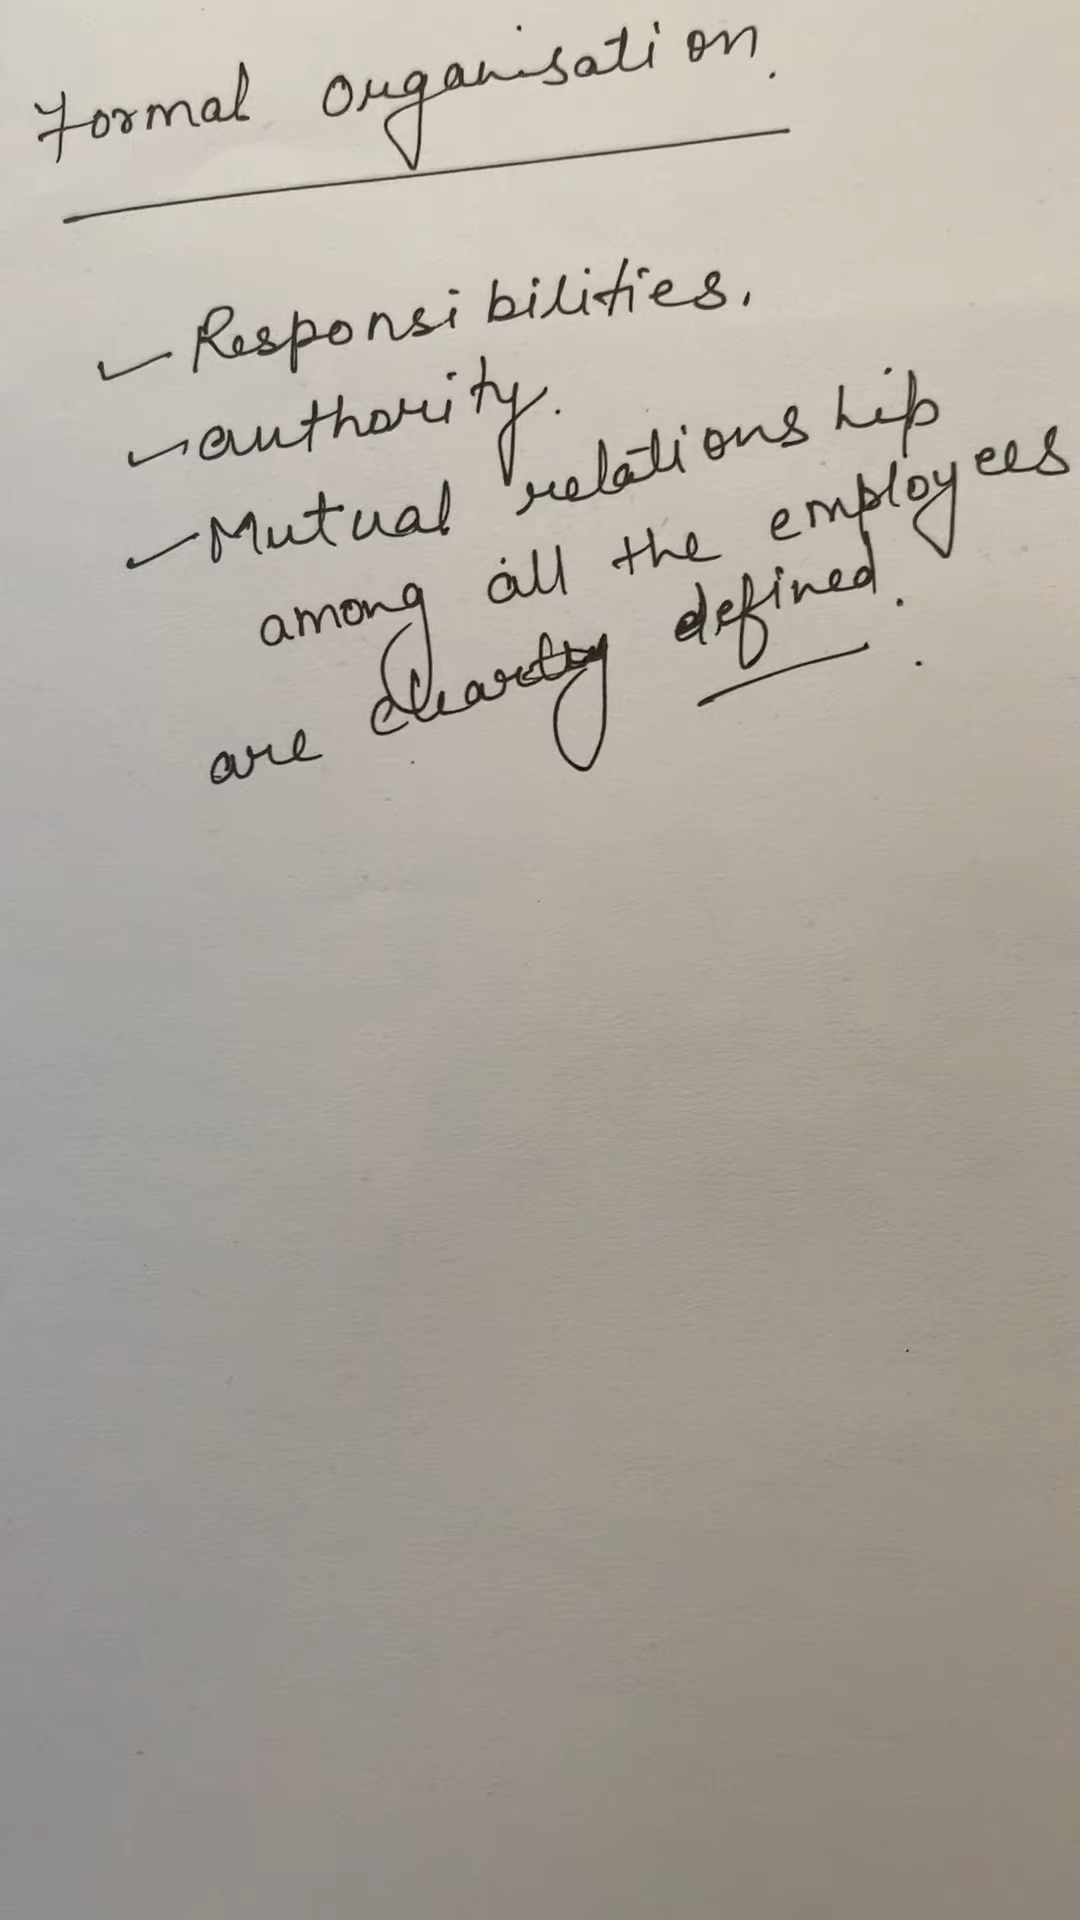 Formal Organisation.
Responsibilities.
authority.
Mutual relationship
among all the employees
are clearly defined.